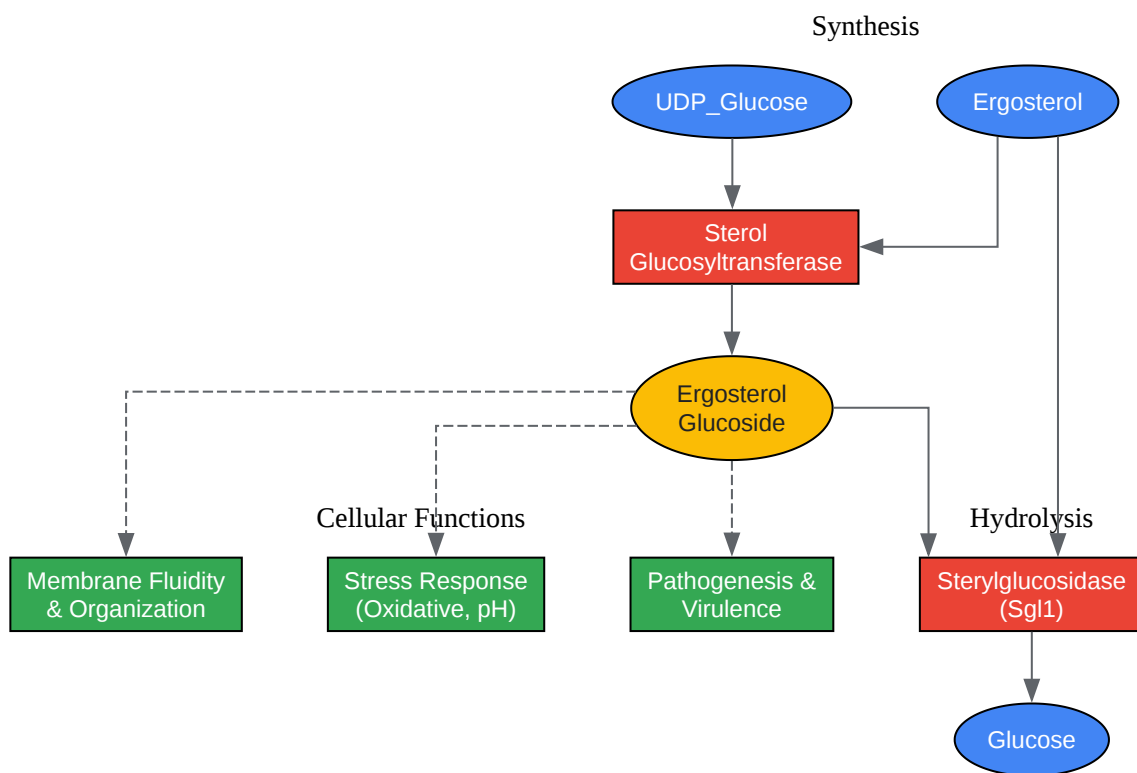 Synthesis
UDP_Glucose
Ergosterol
Sterol
Glucosyltransferase
Ergosterol
Glucoside
Cellular Functions
Hydrolysis
Membrane Fluidity
& Organization
Stress Response
(Oxidative, pH)
Pathogenesis &
Virulence
Sterylglucosidase
(Sgl1)
Glucose